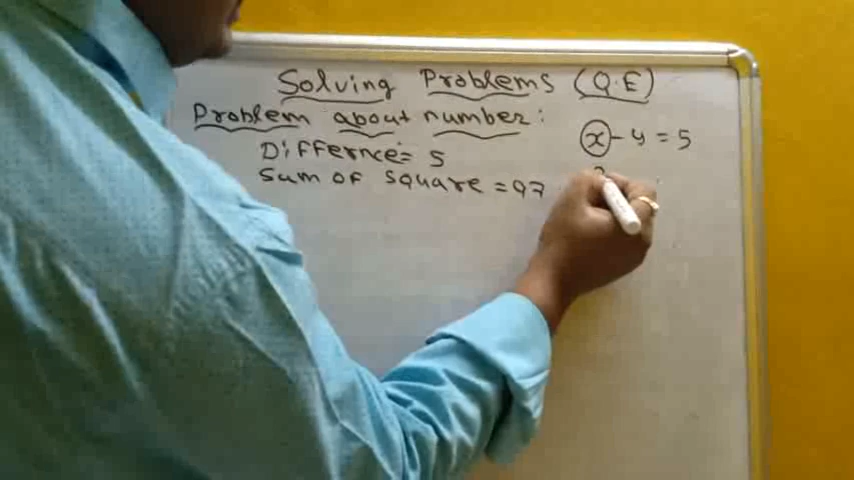 Solving Problems (Q.E)
Problem about number:
Differnce= 5
Sum of square = 97
x - y = 5